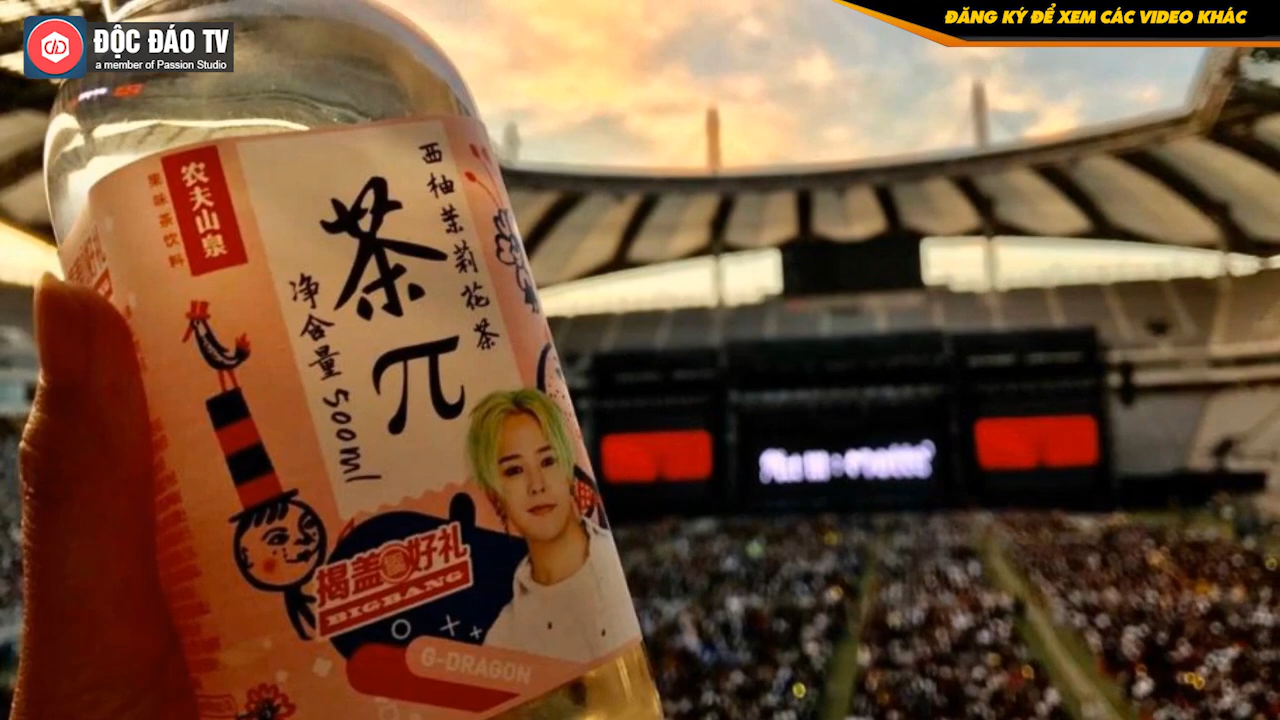 ĐỘC ĐÁO TV
a member of Passion Studio
ĐĂNG KÝ ĐỂ XEM CÁC VIDEO KHÁC
农夫山泉
果味茶饮料
西柚茉莉花茶
茶π
净含量500ml
揭盖赢好礼
BIGBANG
G-DRAGON